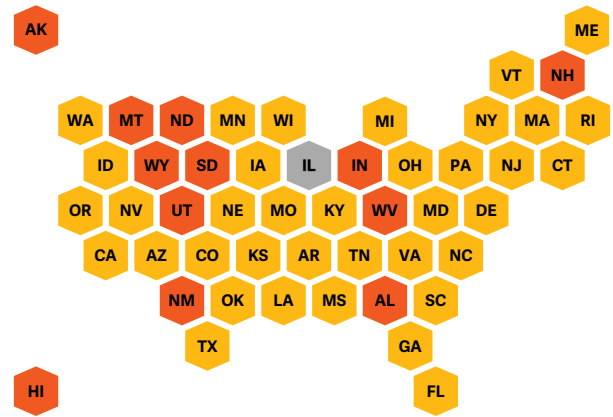 AK ME
VT NH
WA MT ND MN WI MI NY MA RI
ID WY SD IA IL IN OH PA NJ CT
OR NV UT NE MO KY WV MD DE
CA AZ CO KS AR TN VA NC
NM OK LA MS AL SC
TX GA
HI FL